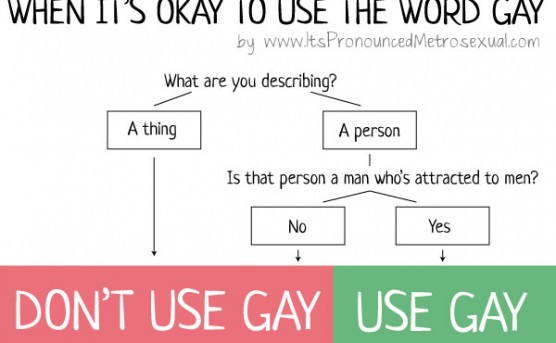 WHEN IT'S OKAY TO USE THE WORD GAY
by www.ItsPronouncedMetrosexual.com
What are you describing?
A thing
A person
Is that person a man who's attracted to men?
No
Yes
DON'T USE GAY
USE GAY